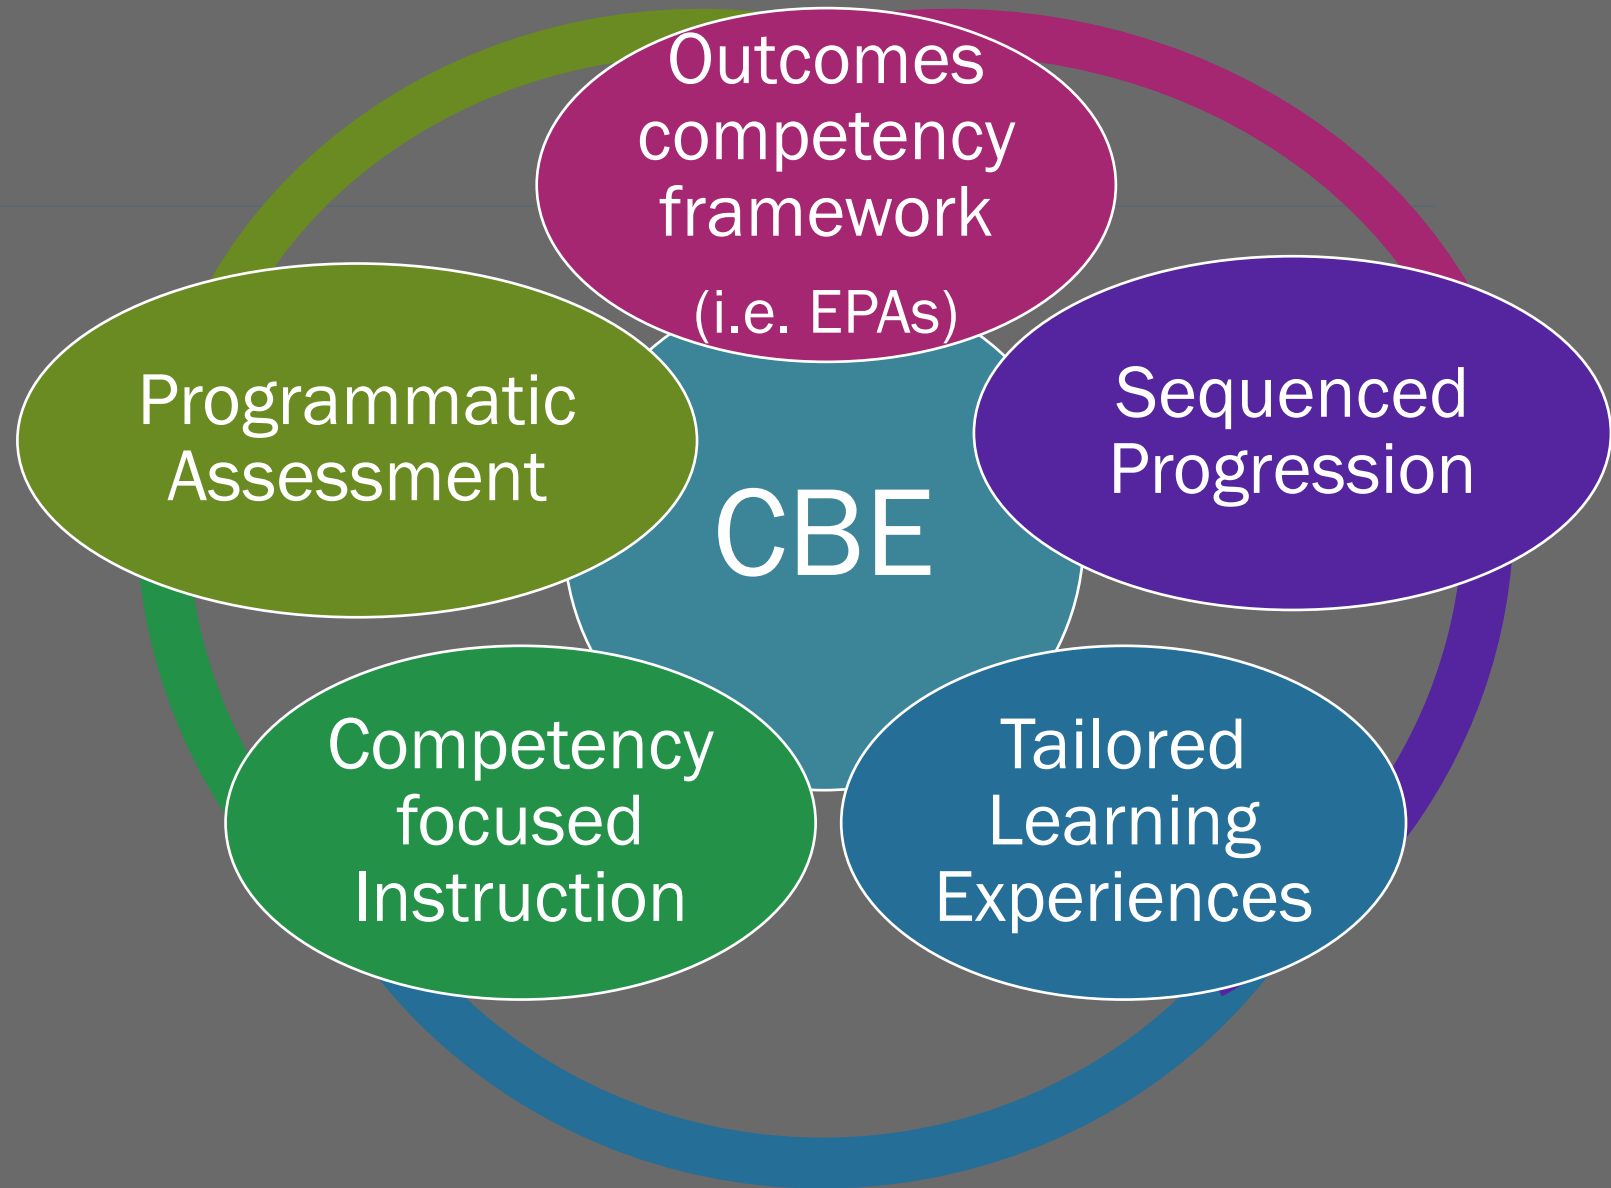 Outcomes
competency
framework
(i.e. EPAs)
Sequenced
Progression
Tailored
Learning
Experiences
Competency
focused
Instruction
Programmatic
Assessment
CBE